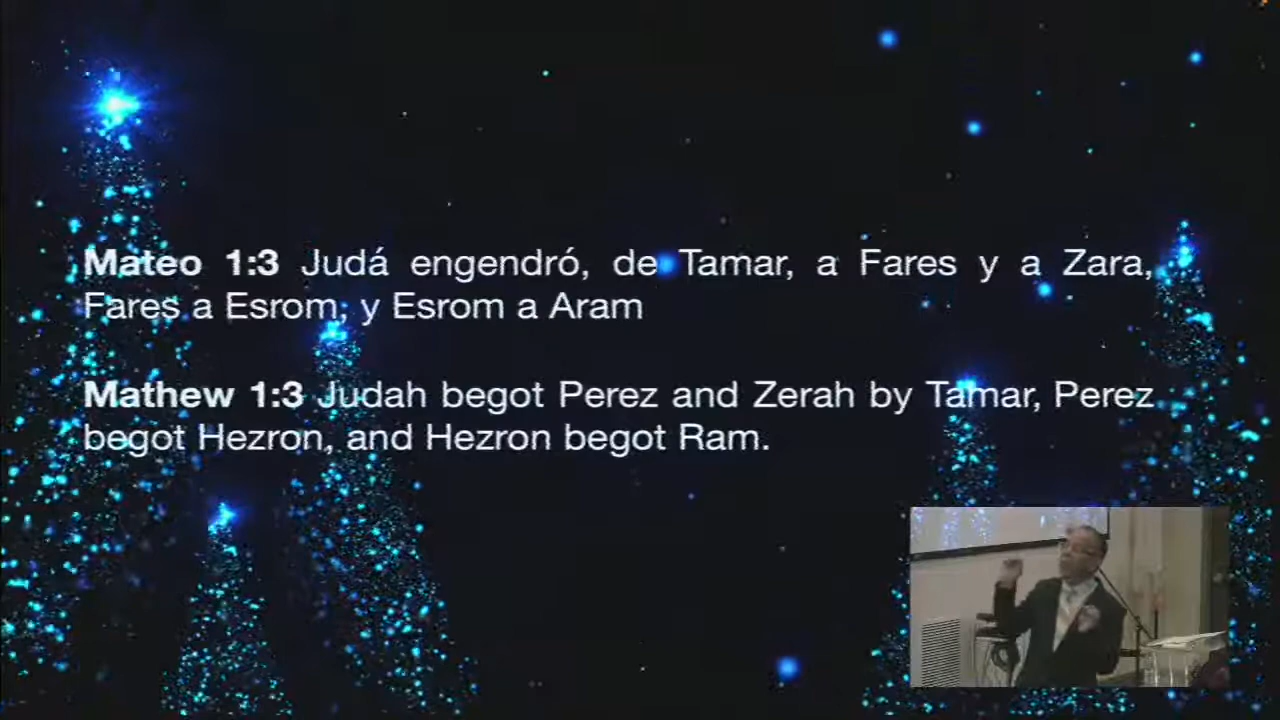 Mateo 1:3 Judá engendró, de Tamar, a Fares y a Zara,
Fares a Esrom, y Esrom a Aram
Mathew 1:3 Judah begot Perez and Zerah by Tamar, Perez
begot Hezron, and Hezron begot Ram.